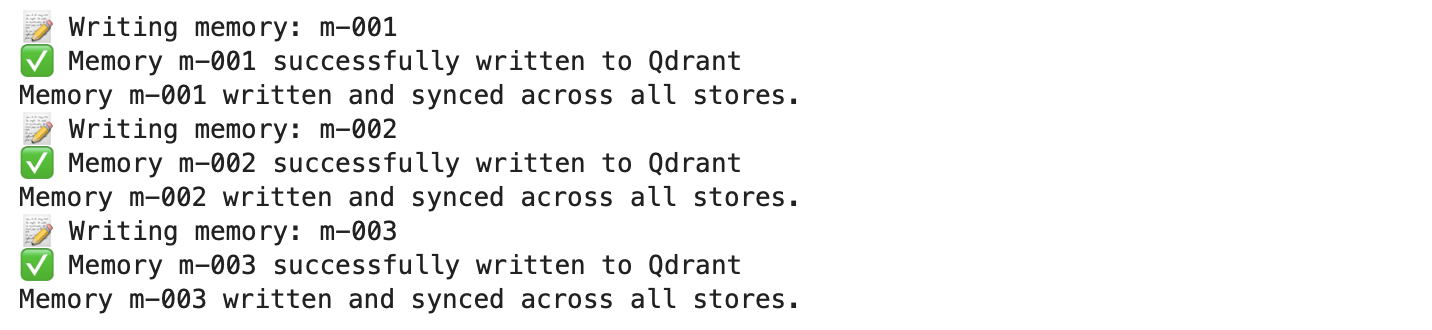 📝 Writing memory: m-001
✅ Memory m-001 successfully written to Qdrant
Memory m-001 written and synced across all stores.
📝 Writing memory: m-002
✅ Memory m-002 successfully written to Qdrant
Memory m-002 written and synced across all stores.
📝 Writing memory: m-003
✅ Memory m-003 successfully written to Qdrant
Memory m-003 written and synced across all stores.